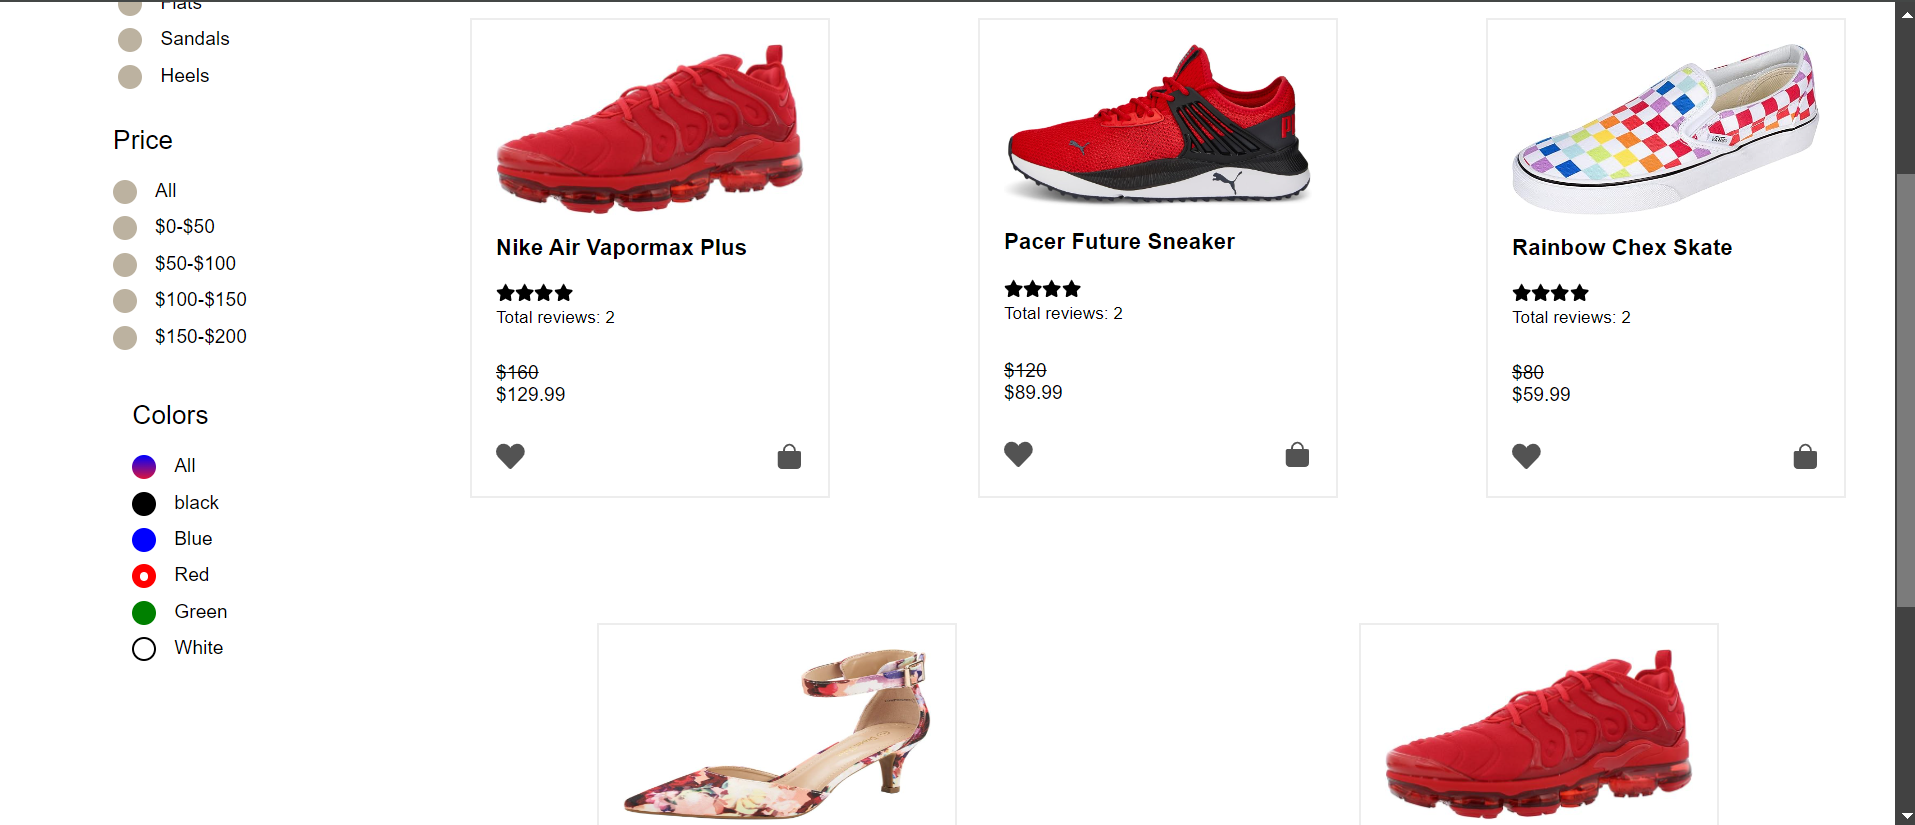 Flats
Sandals
Heels
Price
All
$0-$50
$50-$100
$100-$150
$150-$200
Colors
All
black
Blue
Red
Green
White
Nike Air Vapormax Plus
Total reviews: 2
$160
$129.99
Pacer Future Sneaker
Total reviews: 2
$120
$89.99
Rainbow Chex Skate
Total reviews: 2
$80
$59.99